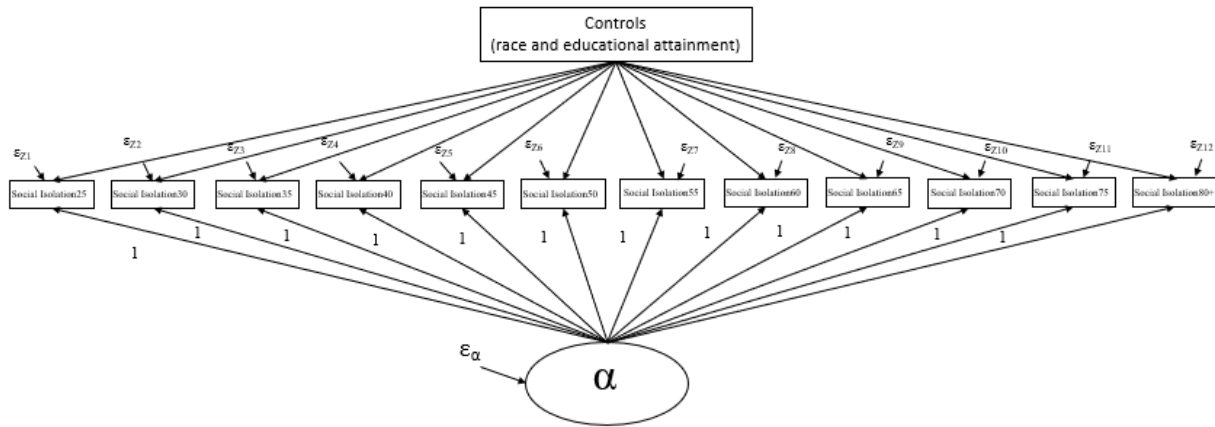 Controls
(race and educational attainment)
εZ1
εZ2
εZ3
εZ4
εZ5
εZ6
εZ7
εZ8
εZ9
εZ10
εZ11
εZ12
Social Isolation25
Social Isolation30
Social Isolation35
Social Isolation40
Social Isolation45
Social Isolation50
Social Isolation55
Social Isolation60
Social Isolation65
Social Isolation70
Social Isolation75
Social Isolation80+
1
1
1
1
1
1
1
1
1
1
1
1
εα
α